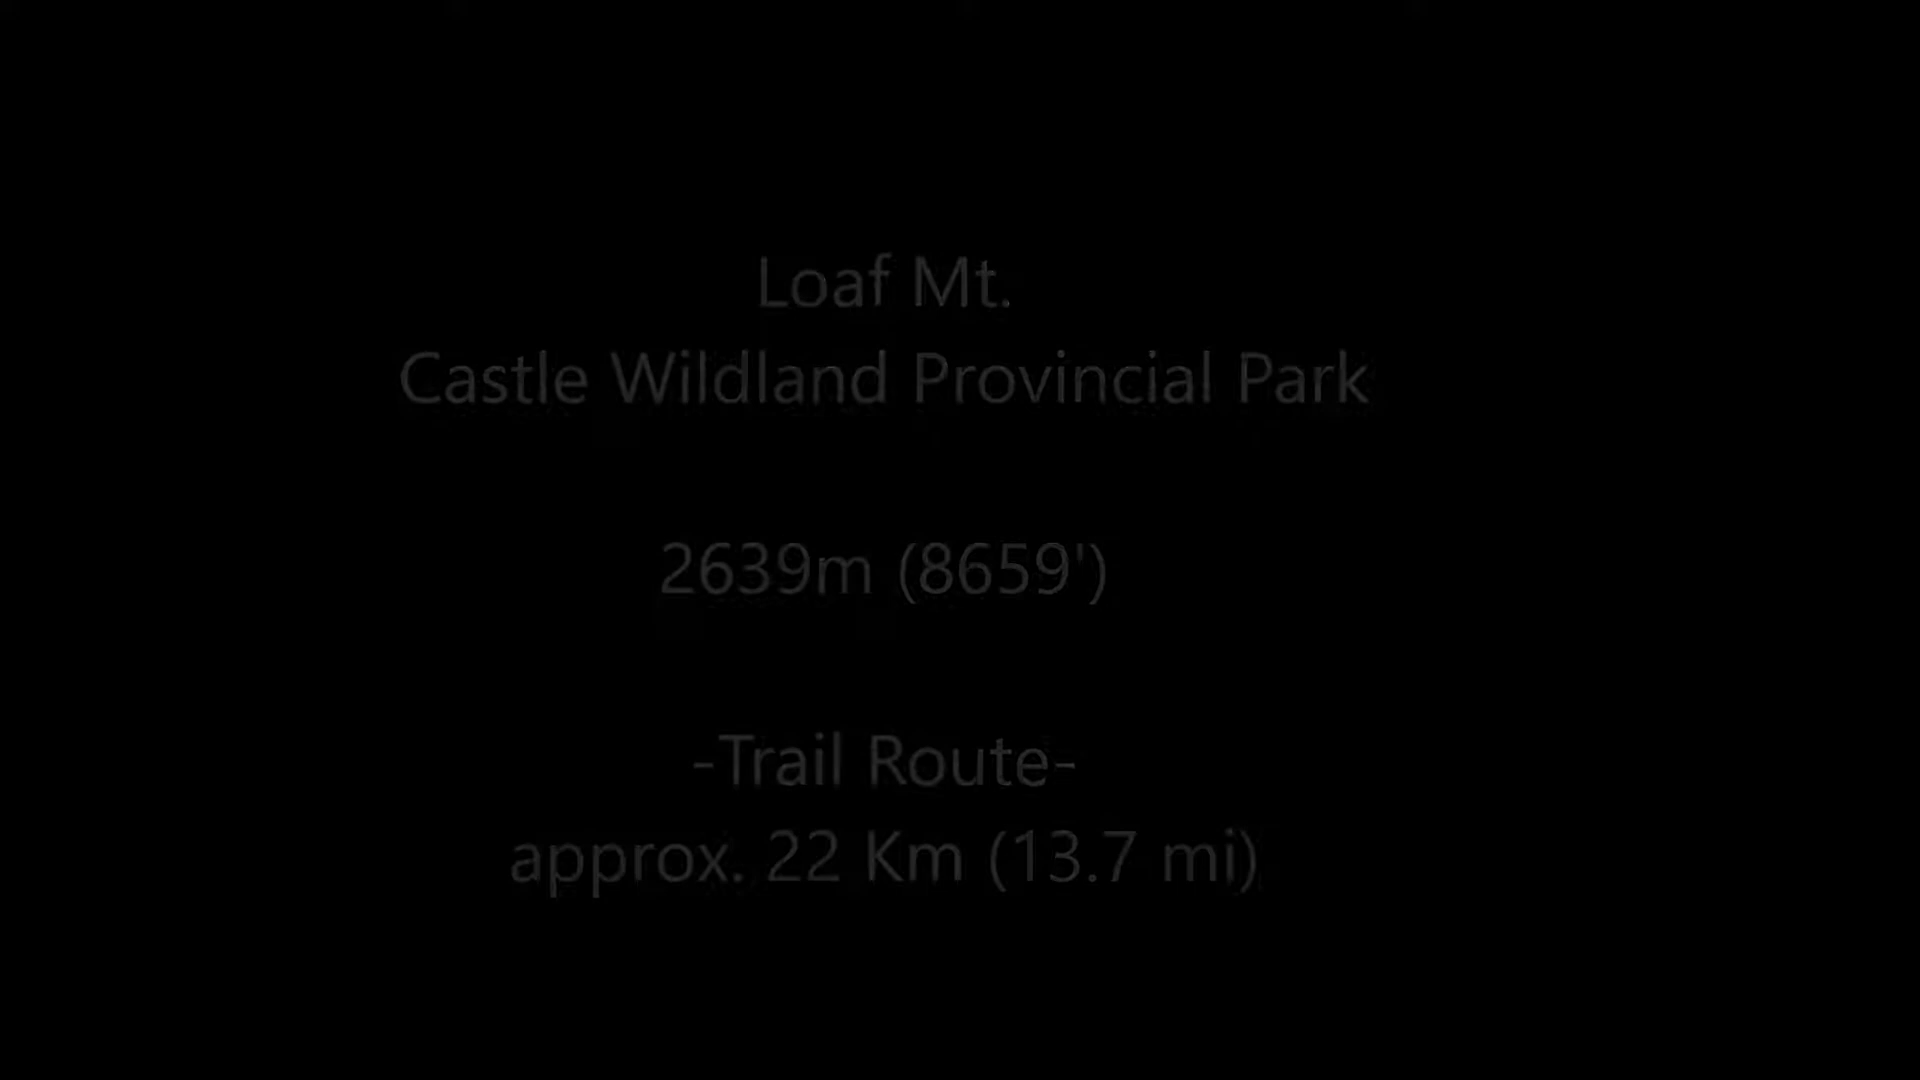 Loaf Mt.
Castle Wildland Provincial Park
2639m (8659')
-Trail Route-
approx. 22 Km (13.7 mi)